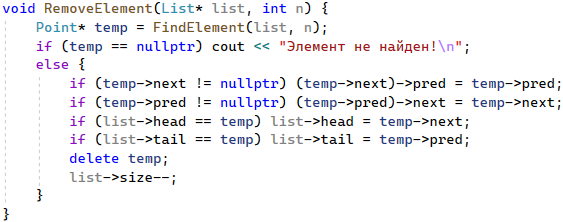 void RemoveElement(List* list, int n) {
    Point* temp = FindElement(list, n);
    if (temp == nullptr) cout << "Элемент не найден!\n";
    else {
        if (temp->next != nullptr) (temp->next)->pred = temp->pred;
        if (temp->pred != nullptr) (temp->pred)->next = temp->next;
        if (list->head == temp) list->head = temp->next;
        if (list->tail == temp) list->tail = temp->pred;
        delete temp;
        list->size--;
    }
}